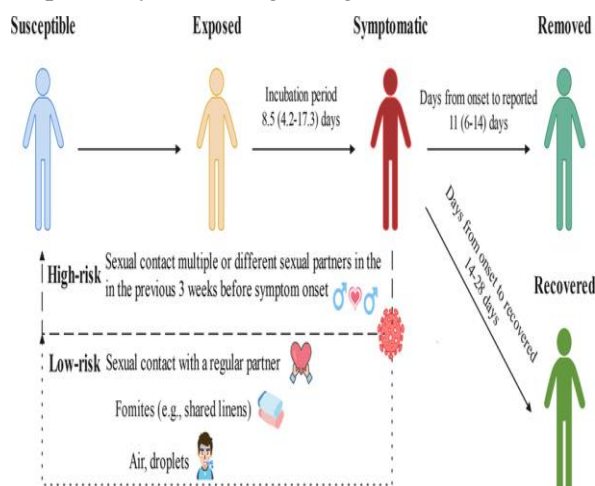 Susceptible
Exposed
Symptomatic
Removed
Incubation period
8.5 (4.2-17.3) days
Days from onset to reported
11 (6-14) days
Days from onset to recovered
14-28 days
Recovered
High-risk
Sexual contact multiple or different sexual partners in the
in the previous 3 weeks before symptom onset
Low-risk
Sexual contact with a regular partner
Fomites (e.g., shared linens)
Air, droplets